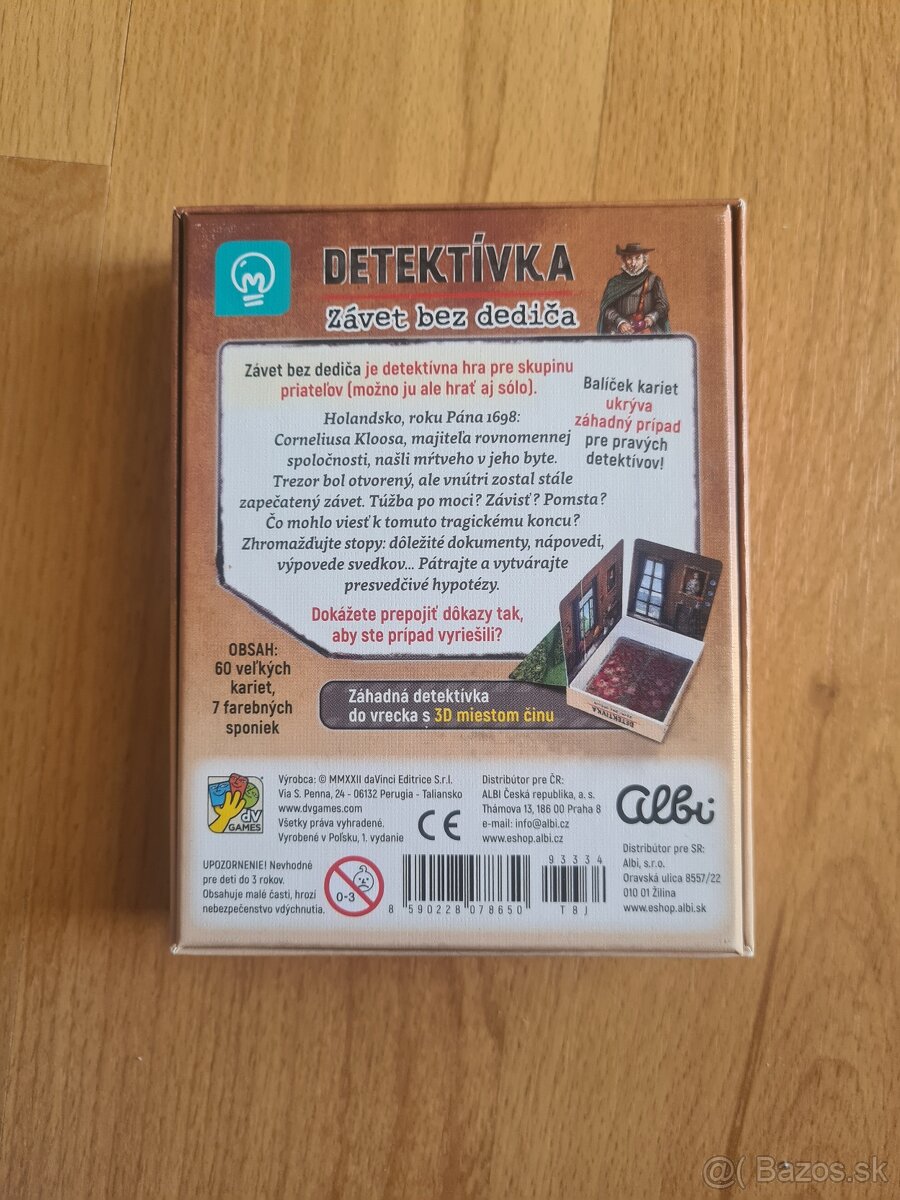 DETEKTÍVKA
Závet bez dediča
Závet bez dediča je detektívna hra pre skupinu
priateľov (možno ju ale hrať aj sólo).
Balíček kariet
ukrýva
záhadný prípad
pre pravých
detektívov!
Holandsko, roku Pána 1698:
Corneliusa Kloosa, majiteľa rovnomennej
spoločnosti, našli mŕtveho v jeho byte.
Trezor bol otvorený, ale vnútri zostal stále
zapečatený závet. Túžba po moci? Závisť? Pomsta?
Čo mohlo viesť k tomuto tragickému koncu?
Zhromažďujte stopy: dôležité dokumenty, nápovedi,
výpovede svedkov... Pátrajte a vytvárajte
presvedčivé hypotézy.
Dokážete prepojiť dôkazy tak,
aby ste prípad vyriešili?
OBSAH:
60 veľkých
kariet,
7 farebných
sponiek
Záhadná detektívka
do vrecka s 3D miestom činu
DETEKTÍVKA
dV
GAMES
Výrobca: © MMXXII daVinci Editrice S.r.l.
Via S. Penna, 24 - 06132 Perugia - Taliansko
www.dvgames.com
Všetky práva vyhradené.
Vyrobené v Poľsku, 1. vydanie
CE
Distribútor pre ČR:
ALBI Česká republika, a. s.
Thámova 13, 186 00 Praha 8
e-mail: info@albi.cz
www.eshop.albi.cz
albi
Distribútor pre SR:
Albi, s.r.o.
Oravská ulica 8557/22
010 01 Žilina
www.eshop.albi.sk
UPOZORNENIE! Nevhodné
pre deti do 3 rokov.
Obsahuje malé časti, hrozí
nebezpečenstvo vdýchnutia.
0-3
8 590228 078650
93334
T8J
@( Bazos.sk